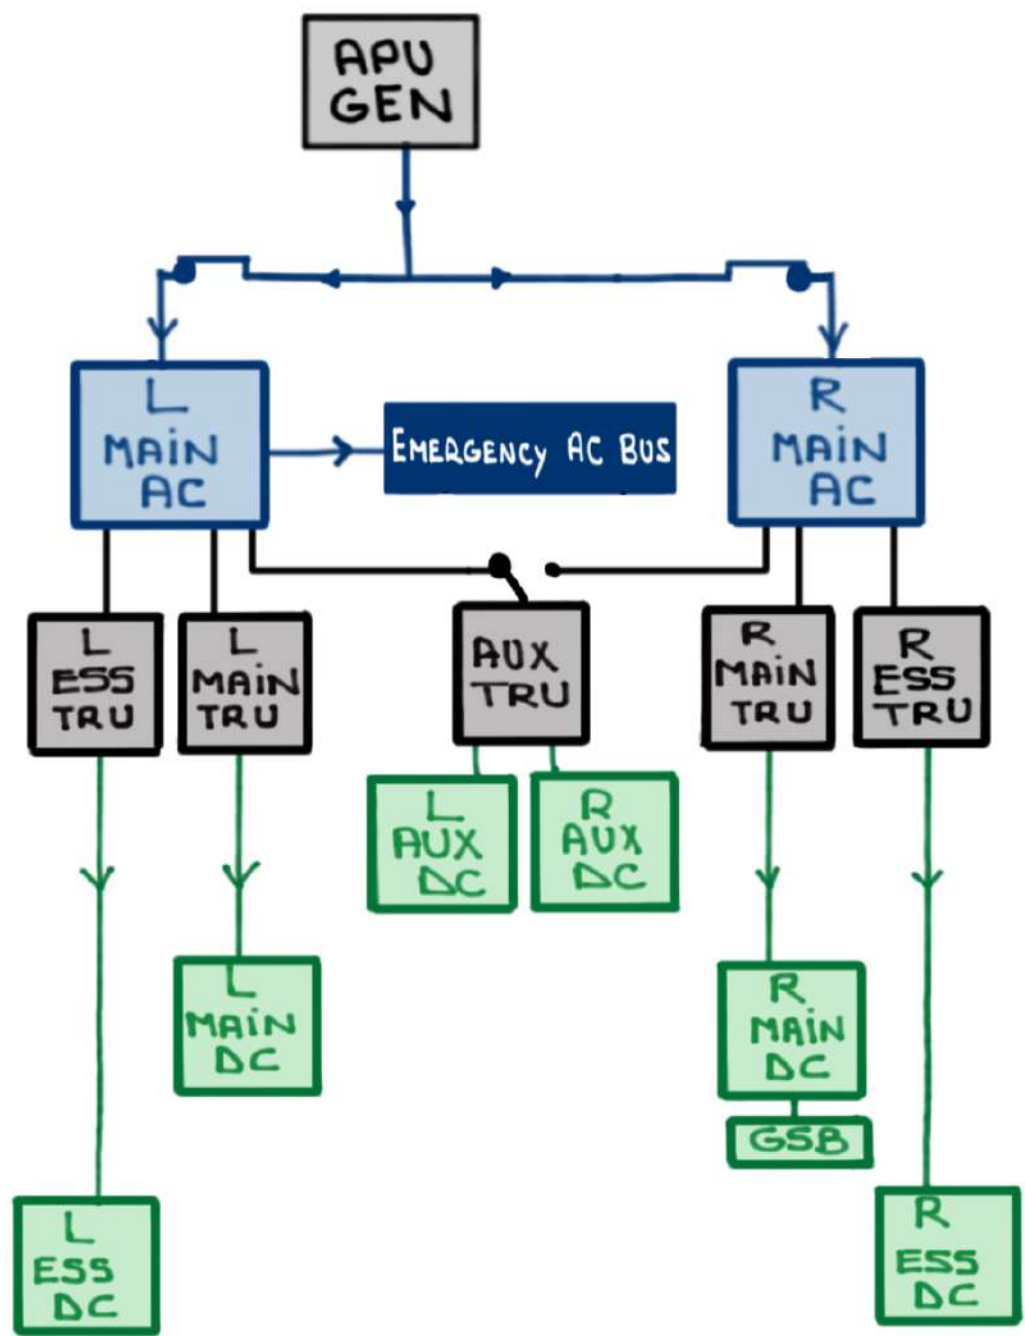 APU
GEN
L
MAIN
AC
EMERGENCY AC BUS
R
MAIN
AC
L
ESS
TRU
L
MAIN
TRU
AUX
TRU
R
MAIN
TRU
R
ESS
TRU
L
AUX
DC
R
AUX
DC
L
MAIN
DC
R
MAIN
DC
GSB
L
ESS
DC
R
ESS
DC